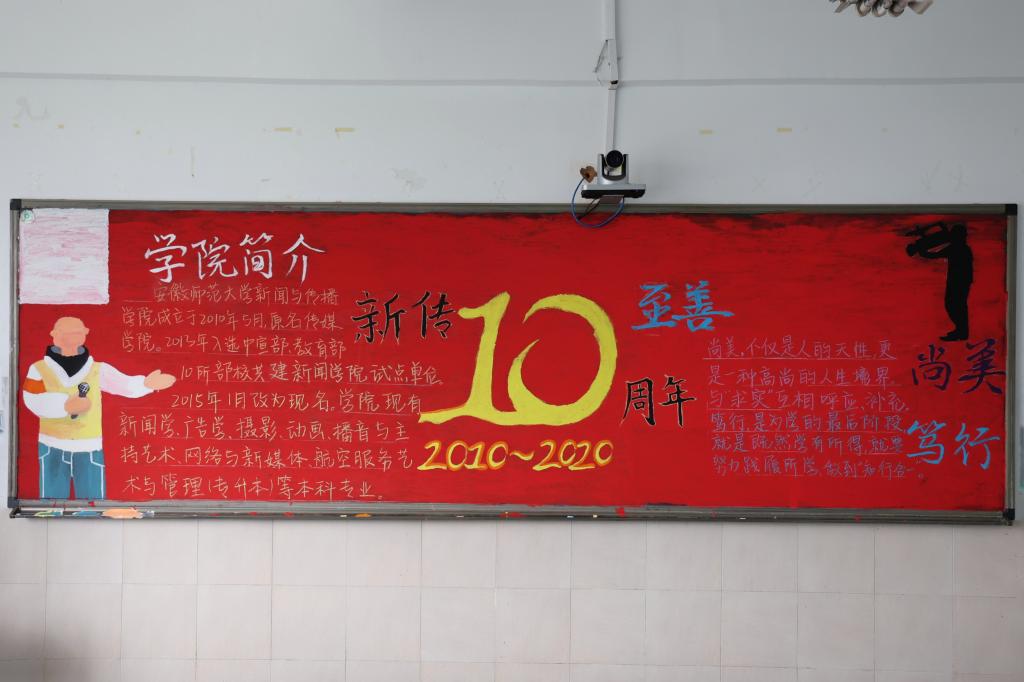 学院简介
安徽师范大学新闻与传播
学院成立于2010年5月,原名传媒
学院。2013年入选中宣部、教育部
10所部校共建新闻学院试点单位
2015年1月改为现名。学院现有
新闻学、广告学、摄影、动画、播音与主
持艺术、网络与新媒体、航空服务艺
术与管理(专升本)等本科专业。
新传
10
周年
2010~2020
至善
尚美
笃行
尚美,不仅是人的天性,更
是一种高尚的人生境界。
与“求实”互相呼应、补充。
笃行,是为学的最后阶段,
就是既然学有所得,就要
努力践履所学,做到“知行合一”。